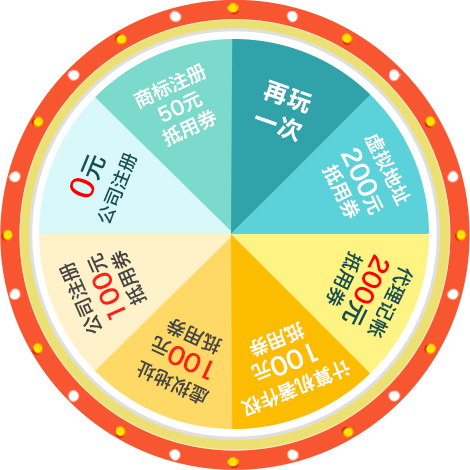 再玩
一次
虚拟地址
200元
抵用券
代理记帐
200元
抵用券
计算机著作权
100元
抵用券
虚拟地址
100元
抵用券
公司注册
100元
抵用券
0元
公司注册
商标注册
50元
抵用券